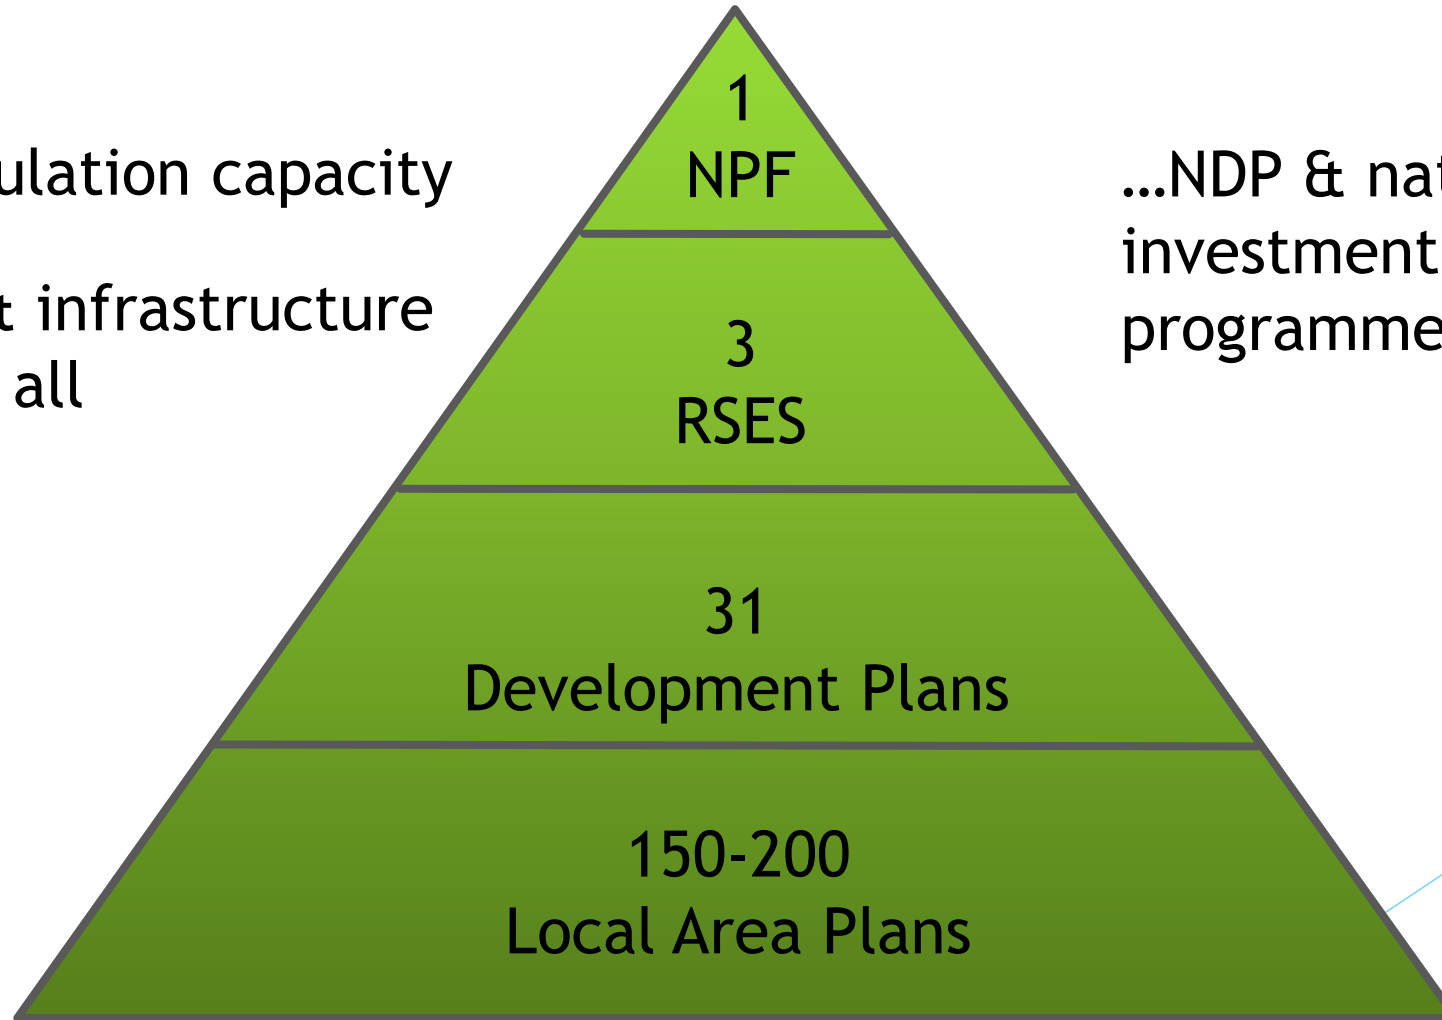 ulation capacity
infrastructure
all
1
NPF
3
RSES
31
Development Plans
150-200
Local Area Plans
...NDP & nat
investment
programme